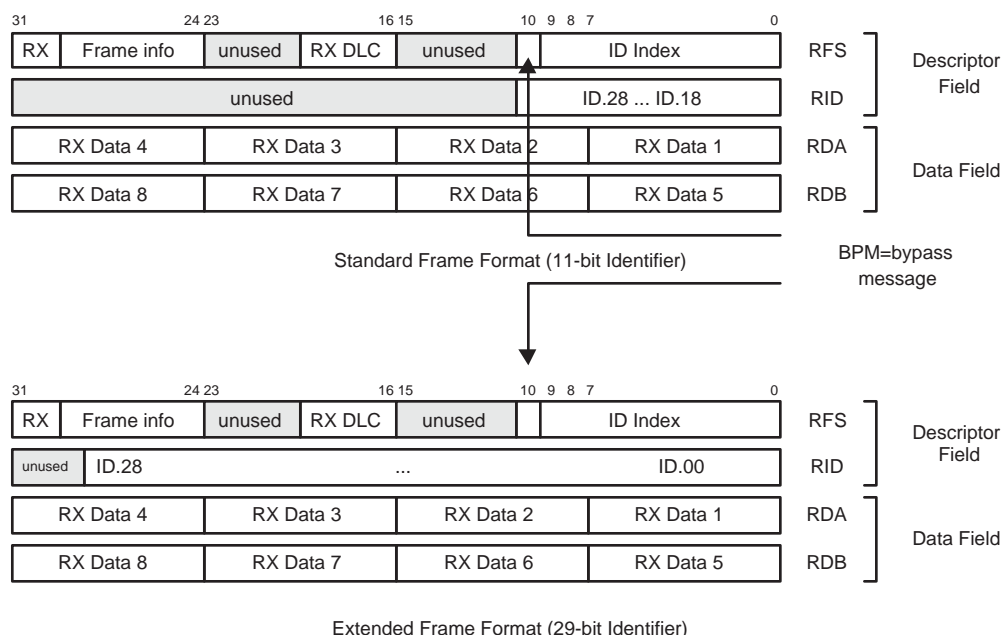 31 24 23 16 15 10 9 8 7 0
RX Frame info unused RX DLC unused ID Index RFS
Descriptor
Field
unused ID.28 ... ID.18 RID
RX Data 4 RX Data 3 RX Data 2 RX Data 1 RDA
Data Field
RX Data 8 RX Data 7 RX Data 6 RX Data 5 RDB
Standard Frame Format (11-bit Identifier)
BPM=bypass
message
31 24 23 16 15 10 9 8 7 0
RX Frame info unused RX DLC unused ID Index RFS
Descriptor
Field
unused ID.28 ... ID.00 RID
RX Data 4 RX Data 3 RX Data 2 RX Data 1 RDA
Data Field
RX Data 8 RX Data 7 RX Data 6 RX Data 5 RDB
Extended Frame Format (29-bit Identifier)